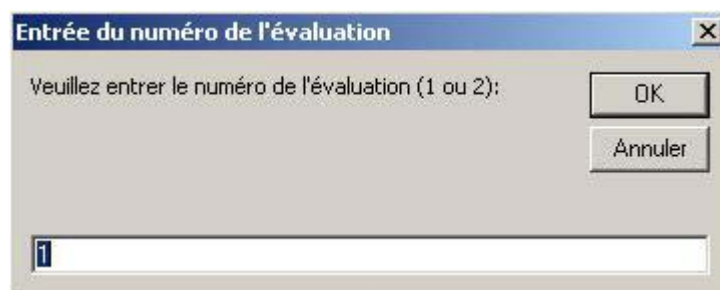 Entrée du numéro de l'évaluation
Veuillez entrer le numéro de l'évaluation (1 ou 2):
OK
Annuler
1